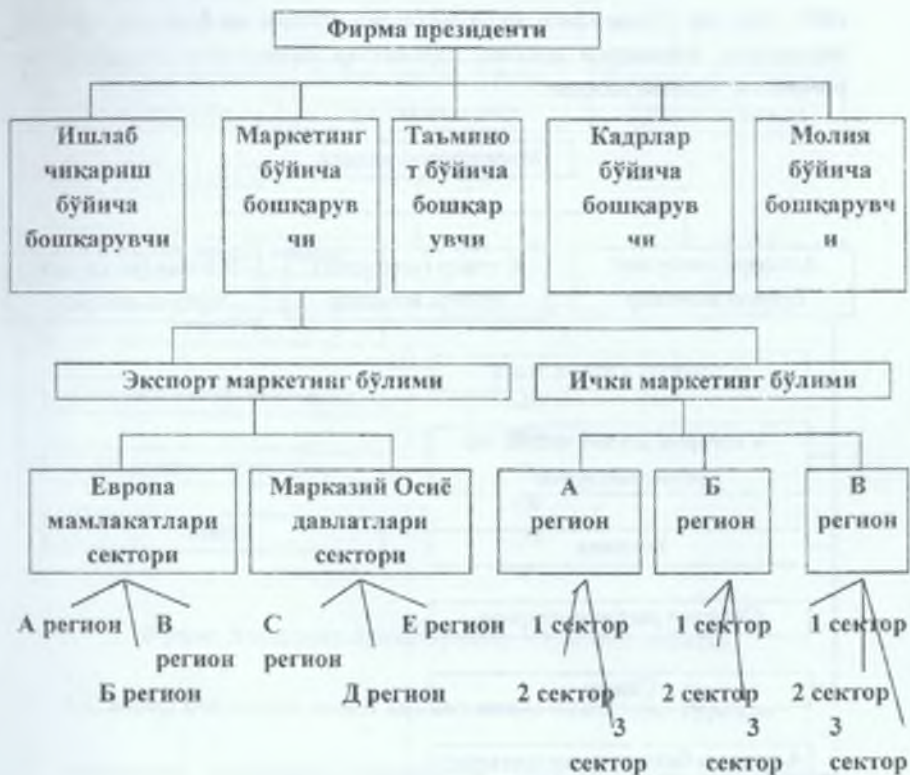 Фирма президенти
Ишлаб
чиқариш
бўйича
бошқарувчи
Маркетинг
бўйича
бошқарув
чи
Таъмино
т бўйича
бошқар
увчи
Кадрлар
бўйича
бошқарув
чи
Молия
бўйича
бошқарувч
и
Экспорт маркетинг бўлими
Ички маркетинг бўлими
Европа
мамлакатлари
сектори
Марказий Осиё
давлатлари
сектори
А
регион
Б
регион
В
регион
А регион
В
регион
Б регион
С
регион
Е регион
Д регион
1 сектор
2 сектор
3
сектор
1 сектор
2 сектор
3
сектор
1 сектор
2 сектор
3
сектор